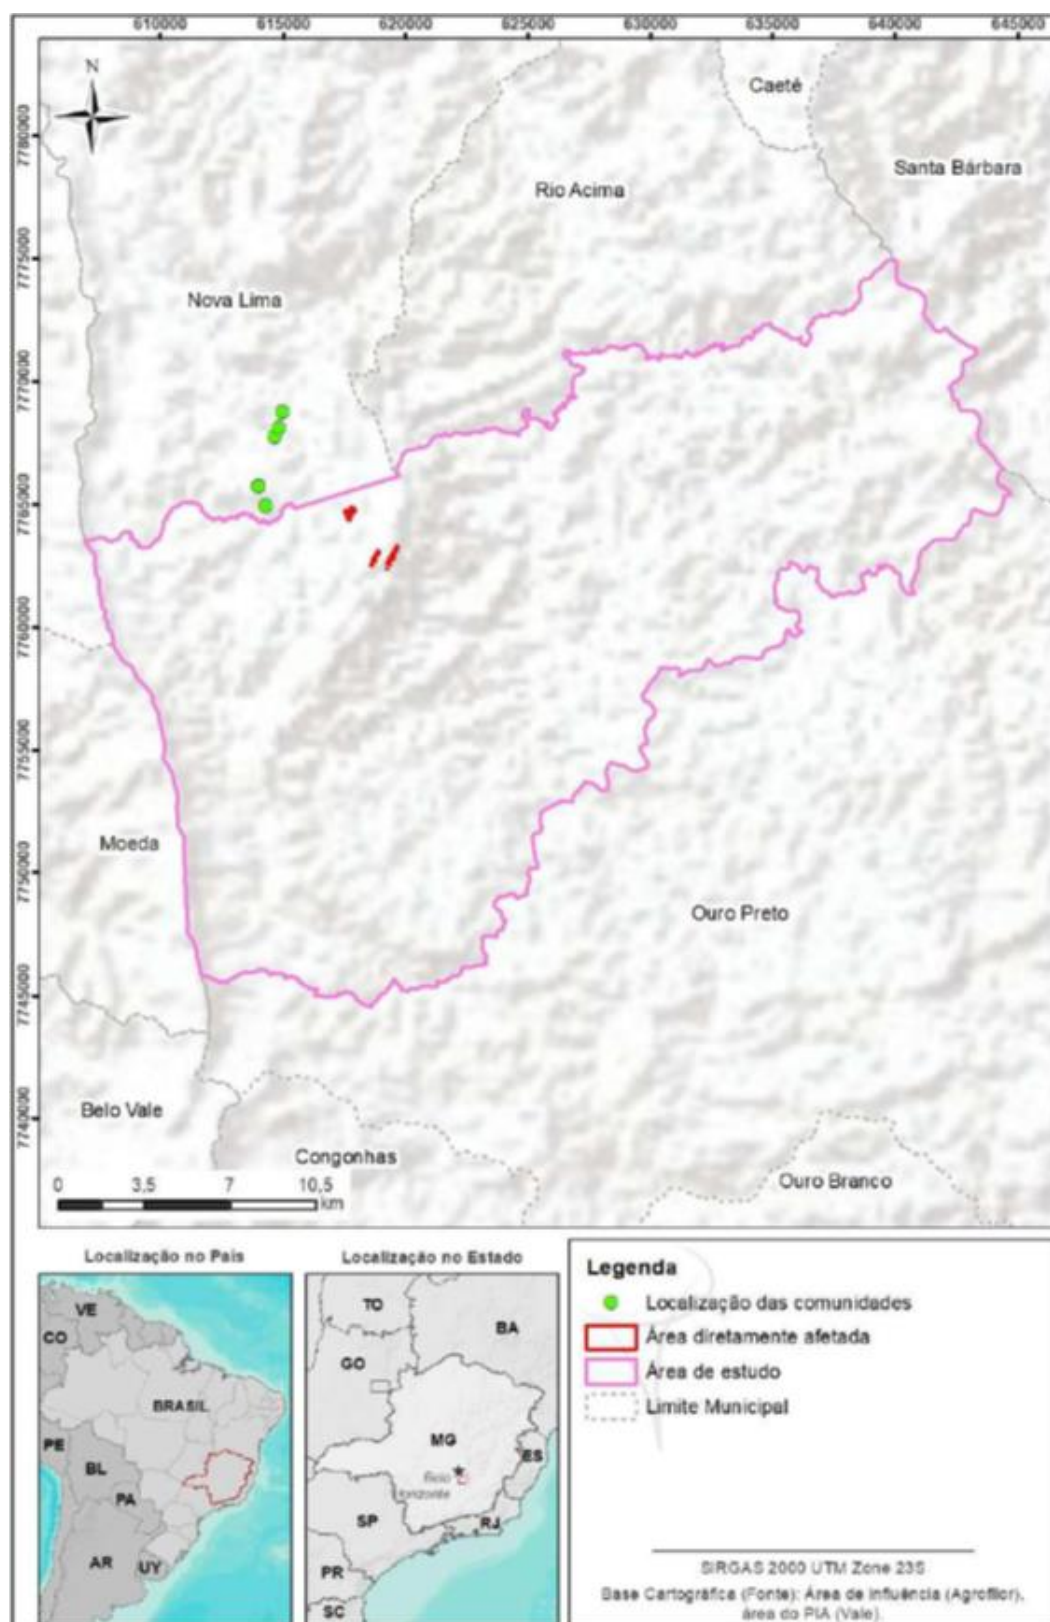 610000 615000 620000 625000 630000 635000 640000 645000
N
7780000
7775000
7770000
7765000
7760000
7755000
7750000
7745000
7740000
Caeté
Santa Bárbara
Rio Acima
Nova Lima
Moeda
Ouro Preto
Belo Vale
Congonhas
Ouro Branco
0 3,5 7 10,5
km
Localização no País
VE
CO
BRASIL
PE
BL
PA
AR
UY
Localização no Estado
TO
BA
GO
MG
ES
Belo
Horizonte
SP
RJ
PR
SC
Legenda
Localização das comunidades
Área diretamente afetada
Área de estudo
Limite Municipal
SIRGAS 2000 UTM Zone 23S
Base Cartográfica (Fonte): Área de Influência (Agroflor),
área do PIA (Vale).